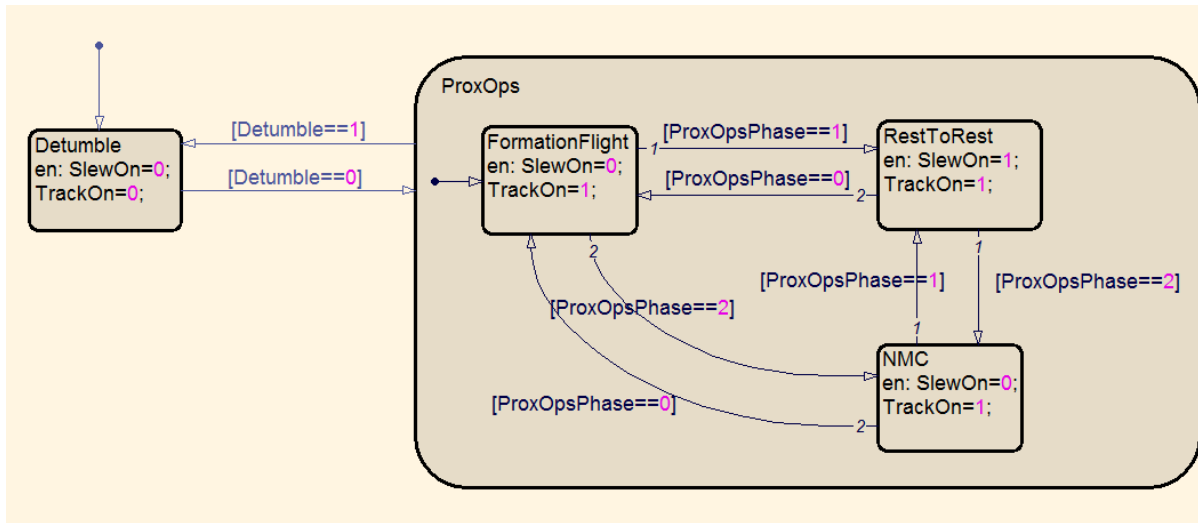 ProxOps
Detumble
en: SlewOn=0;
TrackOn=0;
[Detumble==1]
[Detumble==0]
FormationFlight
en: SlewOn=0;
TrackOn=1;
1
[ProxOpsPhase==1]
[ProxOpsPhase==0]
2
RestToRest
en: SlewOn=1;
TrackOn=1;
2
[ProxOpsPhase==2]
1
[ProxOpsPhase==1]
1
[ProxOpsPhase==2]
NMC
en: SlewOn=0;
TrackOn=1;
[ProxOpsPhase==0]
2